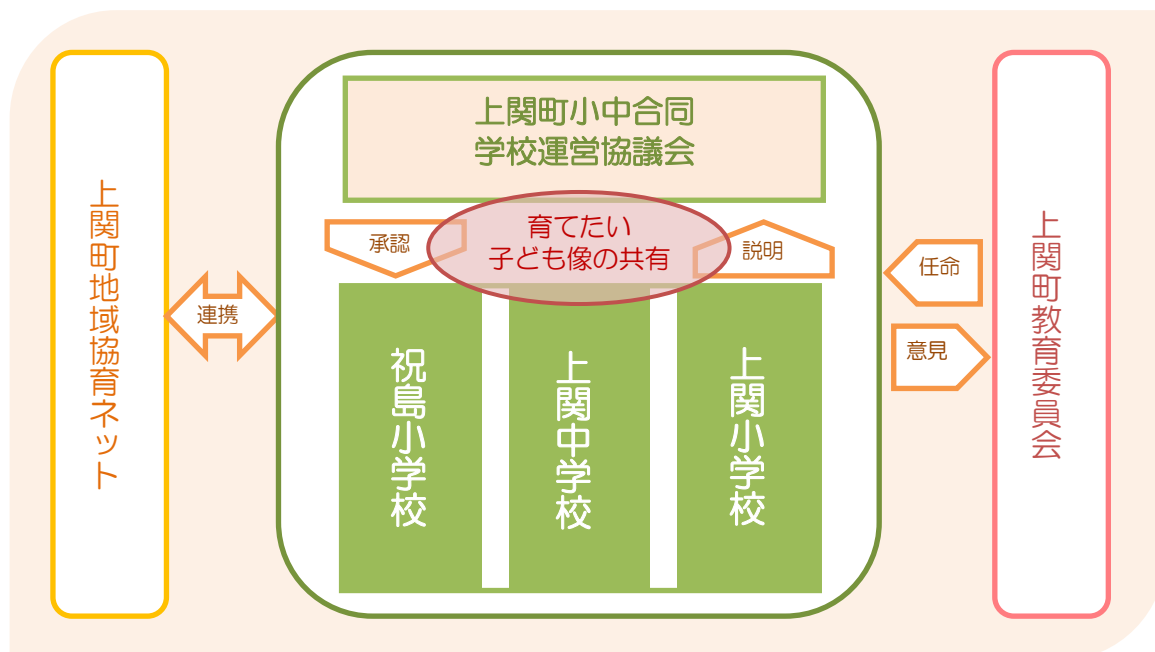 上関町小中合同
学校運営協議会
育てたい
子ども像の共有
承認
説明
上関町地域協育ネット
連携
祝島小学校
上関中学校
上関小学校
任命
意見
上関町教育委員会